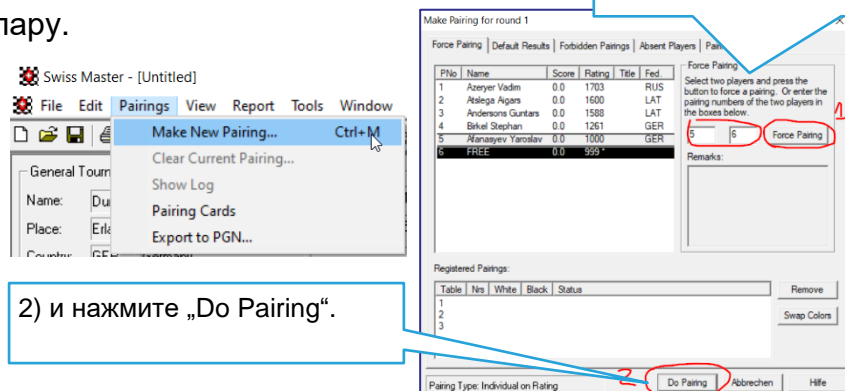 пару.
Make Pairing for round 1
Force Pairing Default Results Forbidden Pairings Absent Players
Swiss Master - [Untitled]
File Edit Pairings View Report Tools Window
Make New Pairing... Ctrl+M
Clear Current Pairing...
Show Log
Pairing Cards
Export to PGN...
General
Name:
Place:
Country: GER Germany
PNo Name Score Rating Title Fed.
1 Azeryer Vadim 0.0 1703 RUS
2 Atslega Aigars 0.0 1600 LAT
3 Andersons Guntars 0.0 1588 LAT
4 Birkel Stephan 0.0 1261 GER
5 Afanasyev Yaroslav 0.0 1000 GER
6 FREE 0.0 999 *
Force Pairing
Select two players and press the
button to force a pairing. Or enter the
pairing numbers of the two players in
the boxes below.
5 6 Force Pairing
1
Remarks:
Registered Pairings:
Table Nrs White Black Status
1
2
3
Remove
Swap Colors
2) и нажмите „Do Pairing“.
Pairing Type: Individual on Rating
2
Do Pairing Abbrechen Hilfe